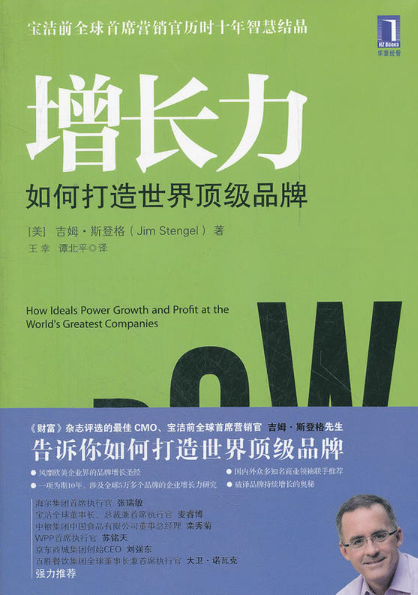 宝洁前全球首席营销官历时十年智慧结晶
HZ Books
华章经管
增长力
如何打造世界顶级品牌
[美] 吉姆·斯登格（Jim Stengel）著
王幸 谭北平◎译
How Ideals Power Growth and Profit at the
World's Greatest Companies
GROW
《财富》杂志评选的最佳CMO、宝洁前全球首席营销官 吉姆·斯登格先生
告诉你如何打造世界顶级品牌
● 风靡欧美企业界的品牌增长圣经
● 国内外众多知名商业领袖联手推荐
● 一项为期10年、涉及全球5万多个品牌的企业增长力研究
● 破译品牌持续增长的奥秘
海尔集团首席执行官 张瑞敏
宝洁全球董事长、总裁兼首席执行官 麦睿博
中粮集团中国食品有限公司董事总经理 栾秀菊
WPP首席执行官 苏铭天
京东商城集团创始CEO 刘强东
百胜餐饮集团全球董事长兼首席执行官 大卫·诺瓦克
强力推荐